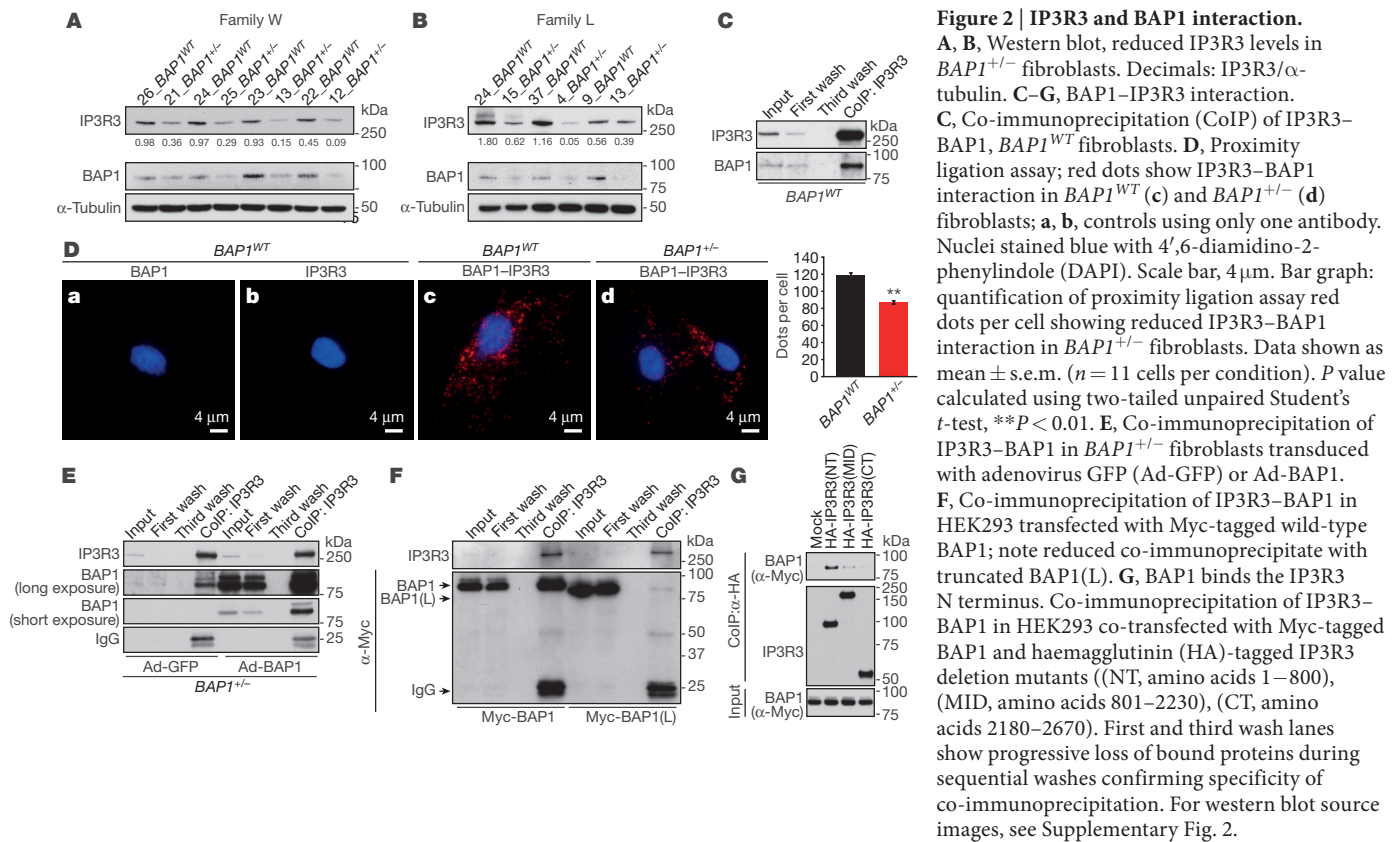 A
Family W
26_BAP1WT
21_BAP1+/−
24_BAP1WT
25_BAP1+/−
23_BAP1WT
13_BAP1+/−
22_BAP1WT
12_BAP1+/−
kDa
IP3R3
250
0.98 0.36 0.97 0.29 0.93 0.15 0.45 0.09
BAP1
100
75
α-Tubulin
50
B
Family L
24_BAP1WT
15_BAP1+/−
37_BAP1WT
4_BAP1+/−
9_BAP1WT
13_BAP1+/−
kDa
IP3R3
250
1.80 0.62 1.16 0.05 0.56 0.39
BAP1
100
75
α-Tubulin
50
C
Input
First wash
Third wash
CoIP: IP3R3
kDa
IP3R3
250
100
BAP1
75
BAP1WT
D
BAP1WT
BAP1WT
BAP1+/−
BAP1
IP3R3
BAP1–IP3R3
BAP1–IP3R3
a
b
c
d
4 μm
4 μm
4 μm
4 μm
Dots per cell
140
120
100
80
60
40
20
0
**
BAP1WT
BAP1+/−
E
Input
First wash
Third wash
CoIP: IP3R3
Input
First wash
Third wash
CoIP: IP3R3
kDa
IP3R3
250
BAP1
(long exposure)
75
BAP1
(short exposure)
75
IgG
25
Ad-GFP
Ad-BAP1
BAP1+/−
F
Input
First wash
Third wash
CoIP: IP3R3
Input
First wash
Third wash
CoIP: IP3R3
kDa
IP3R3
250
100
BAP1
BAP1(L)
75
50
37
IgG
25
α-Myc
Myc-BAP1
Myc-BAP1(L)
G
Mock
HA-IP3R3(NT)
HA-IP3R3(MID)
HA-IP3R3(CT)
kDa
BAP1
(α-Myc)
100
75
250
150
100
75
IP3R3
50
CoIP:α-HA
Input
BAP1
(α-Myc)
100
75
Figure 2 | IP3R3 and BAP1 interaction.
A, B, Western blot, reduced IP3R3 levels in
BAP1+/− fibroblasts. Decimals: IP3R3/α-
tubulin. C–G, BAP1–IP3R3 interaction.
C, Co-immunoprecipitation (CoIP) of IP3R3–
BAP1, BAP1WT fibroblasts. D, Proximity
ligation assay; red dots show IP3R3–BAP1
interaction in BAP1WT (c) and BAP1+/− (d)
fibroblasts; a, b, controls using only one antibody.
Nuclei stained blue with 4′,6-diamidino-2-
phenylindole (DAPI). Scale bar, 4 μm. Bar graph:
quantification of proximity ligation assay red
dots per cell showing reduced IP3R3–BAP1
interaction in BAP1+/− fibroblasts. Data shown as
mean ± s.e.m. (n = 11 cells per condition). P value
calculated using two-tailed unpaired Student's
t-test, **P < 0.01. E, Co-immunoprecipitation of
IP3R3–BAP1 in BAP1+/− fibroblasts transduced
with adenovirus GFP (Ad-GFP) or Ad-BAP1.
F, Co-immunoprecipitation of IP3R3–BAP1 in
HEK293 transfected with Myc-tagged wild-type
BAP1; note reduced co-immunoprecipitate with
truncated BAP1(L). G, BAP1 binds the IP3R3
N terminus. Co-immunoprecipitation of IP3R3–
BAP1 in HEK293 co-transfected with Myc-tagged
BAP1 and haemagglutinin (HA)-tagged IP3R3
deletion mutants ((NT, amino acids 1−800),
(MID, amino acids 801–2230), (CT, amino
acids 2180–2670). First and third wash lanes
show progressive loss of bound proteins during
sequential washes confirming specificity of
co-immunoprecipitation. For western blot source
images, see Supplementary Fig. 2.